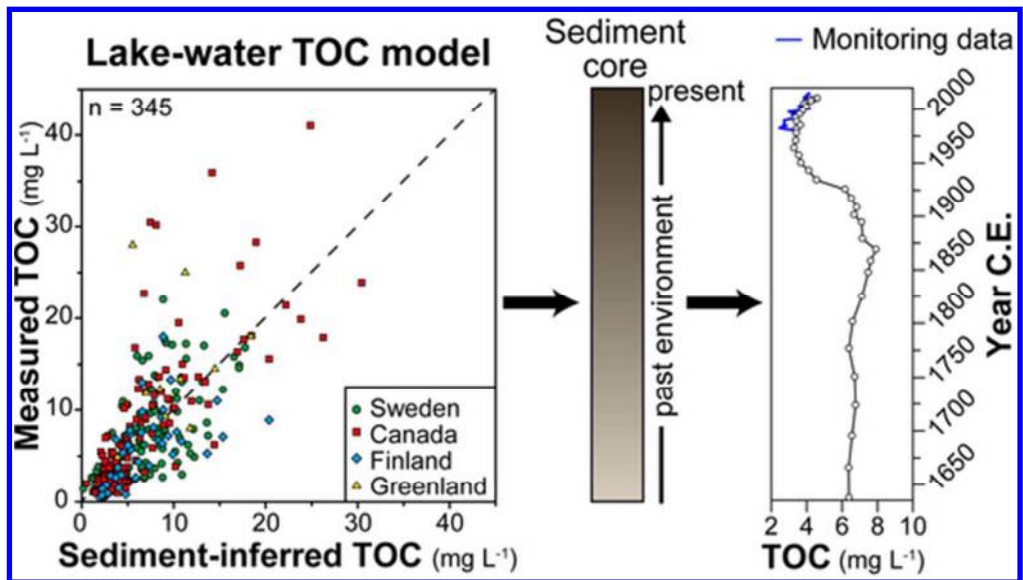 Lake-water TOC model
n = 345
Measured TOC (mg L-1)
40
30
20
10
0
0 10 20 30 40
Sediment-inferred TOC (mg L-1)
Sweden
Canada
Finland
Greenland
Sediment
core
present
past environment
Monitoring data
2000
1950
1900
1850
1800
1750
1700
1650
Year C.E.
2 4 6 8 10
TOC (mg L-1)